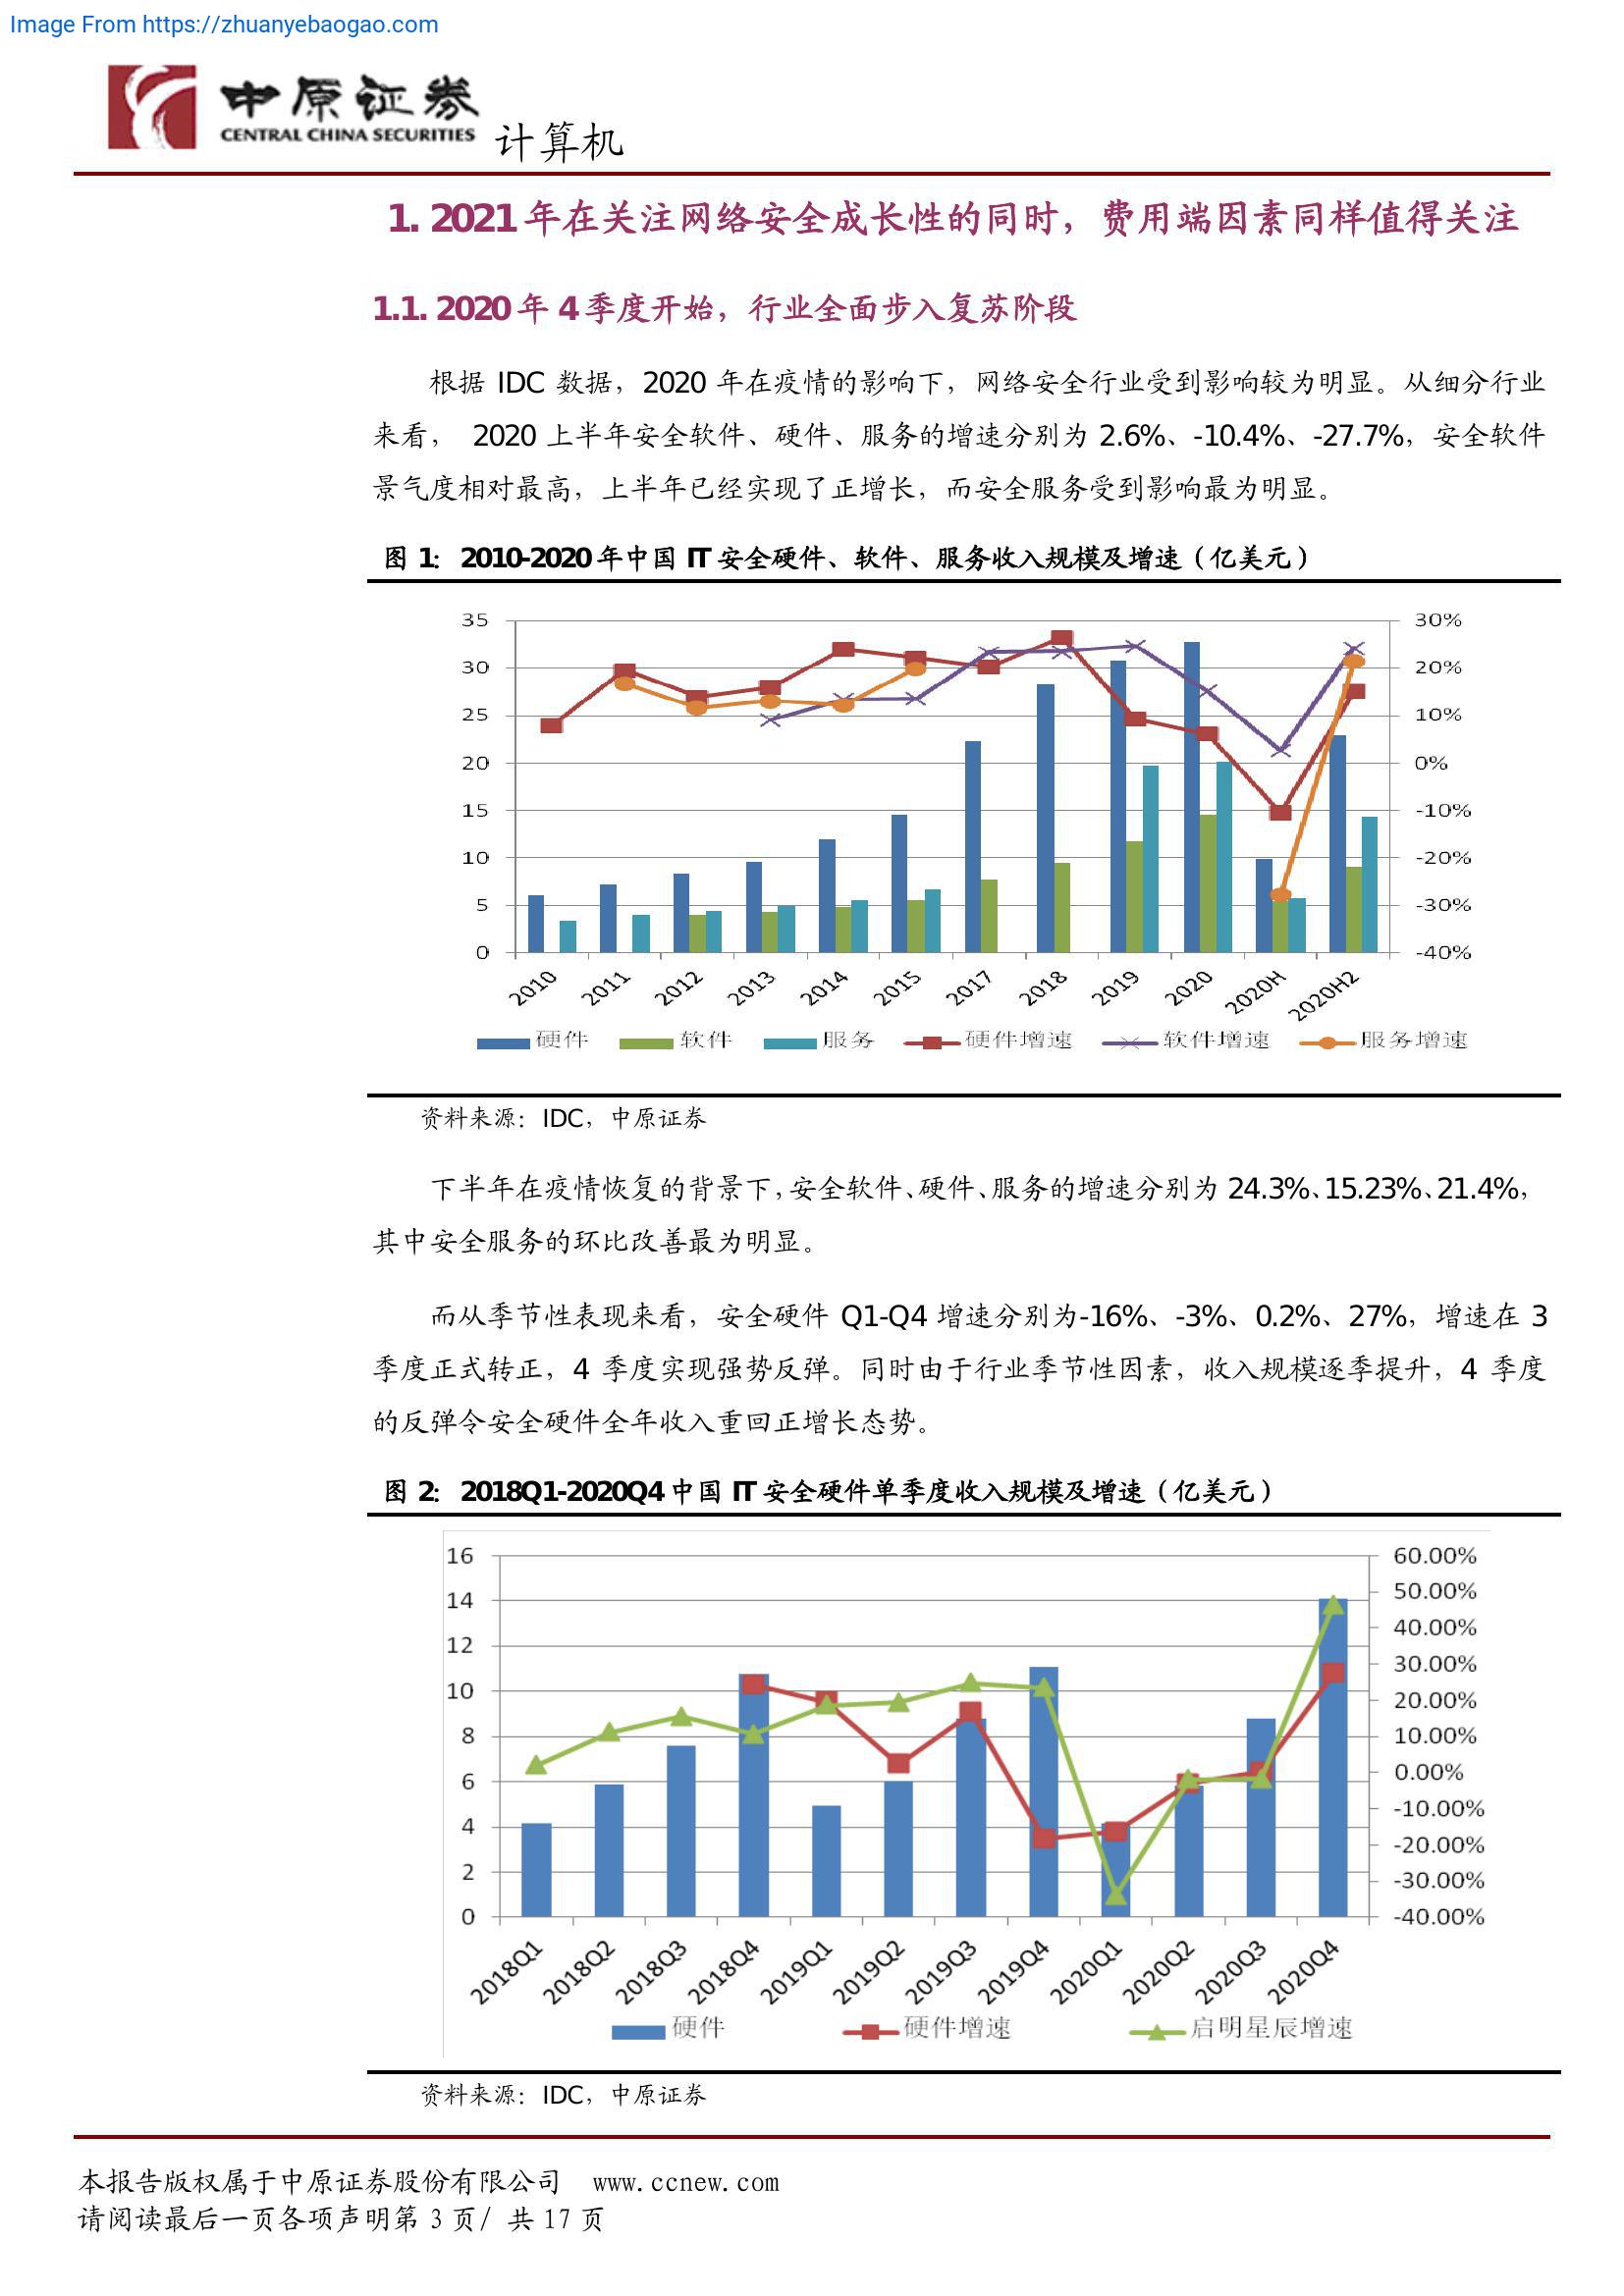 Image From https://zhuanyebaogao.com
中原证券
CENTRAL CHINA SECURITIES
计算机
1. 2021 年在关注网络安全成长性的同时，费用端因素同样值得关注
1.1. 2020 年 4 季度开始，行业全面步入复苏阶段
根据 IDC 数据，2020 年在疫情的影响下，网络安全行业受到影响较为明显。从细分行业
来看， 2020 上半年安全软件、硬件、服务的增速分别为 2.6%、-10.4%、-27.7%，安全软件
景气度相对最高，上半年已经实现了正增长，而安全服务受到影响最为明显。
图 1： 2010-2020 年中国 IT 安全硬件、软件、服务收入规模及增速（亿美元）
35 30%
30 20%
25 10%
20 0%
15 -10%
10 -20%
5 -30%
0 -40%
2010 2011 2012 2013 2014 2015 2017 2018 2019 2020 2020H 2020H2
硬件 软件 服务 硬件增速 软件增速 服务增速
资料来源：IDC，中原证券
下半年在疫情恢复的背景下，安全软件、硬件、服务的增速分别为 24.3%、15.23%、21.4%，
其中安全服务的环比改善最为明显。
而从季节性表现来看，安全硬件 Q1-Q4 增速分别为-16%、-3%、0.2%、27%，增速在 3
季度正式转正，4 季度实现强势反弹。同时由于行业季节性因素，收入规模逐季提升，4 季度
的反弹令安全硬件全年收入重回正增长态势。
图 2： 2018Q1-2020Q4 中国 IT 安全硬件单季度收入规模及增速（亿美元）
16 60.00%
14 50.00%
12 40.00%
10 30.00%
8 20.00%
6 10.00%
4 0.00%
2 -10.00%
0 -20.00%
-30.00%
-40.00%
2018Q1 2018Q2 2018Q3 2018Q4 2019Q1 2019Q2 2019Q3 2019Q4 2020Q1 2020Q2 2020Q3 2020Q4
硬件 硬件增速 启明星辰增速
资料来源：IDC，中原证券
本报告版权属于中原证券股份有限公司 www.ccnew.com
请阅读最后一页各项声明第 3 页/ 共 17 页